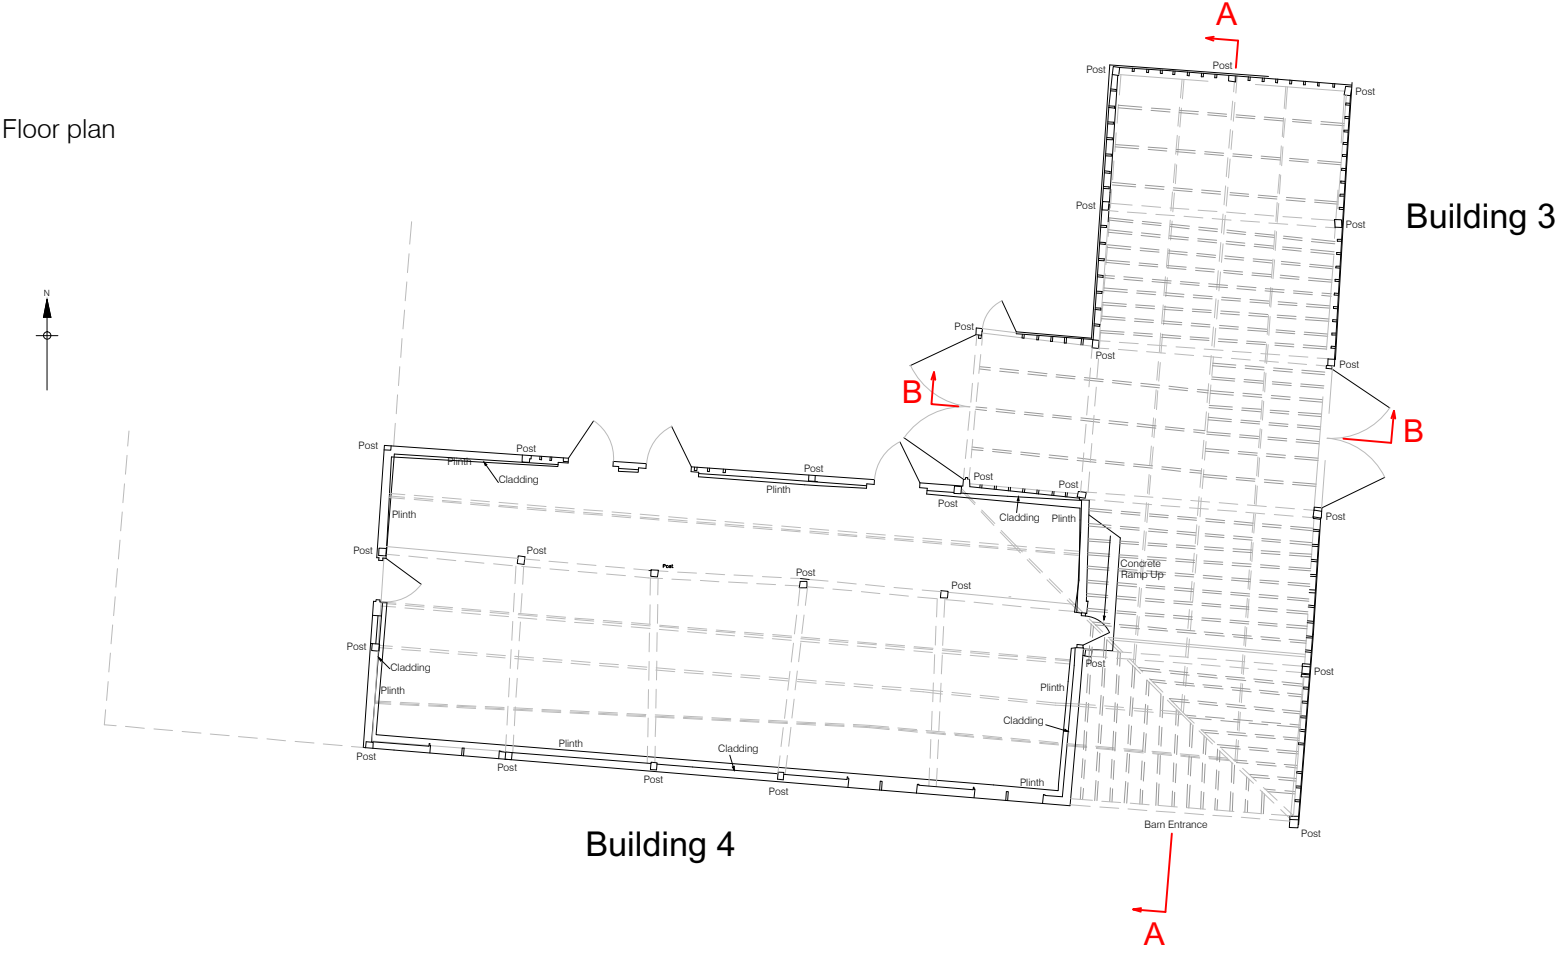 A
Post
Post
Post
Floor plan
Post
Building 3
Post
N
Post
Post
Post
B
B
Post
Post
Post
Plinth
Cladding
Post
Plinth
Post
Post
Post
Cladding
Plinth
Post
Plinth
Post
Post
Post
Post
Post
Concrete
Ramp Up
Post
Cladding
Plinth
Post
Plinth
Post
Cladding
Plinth
Cladding
Plinth
Post
Post
Post
Post
Barn Entrance
Post
Building 4
A